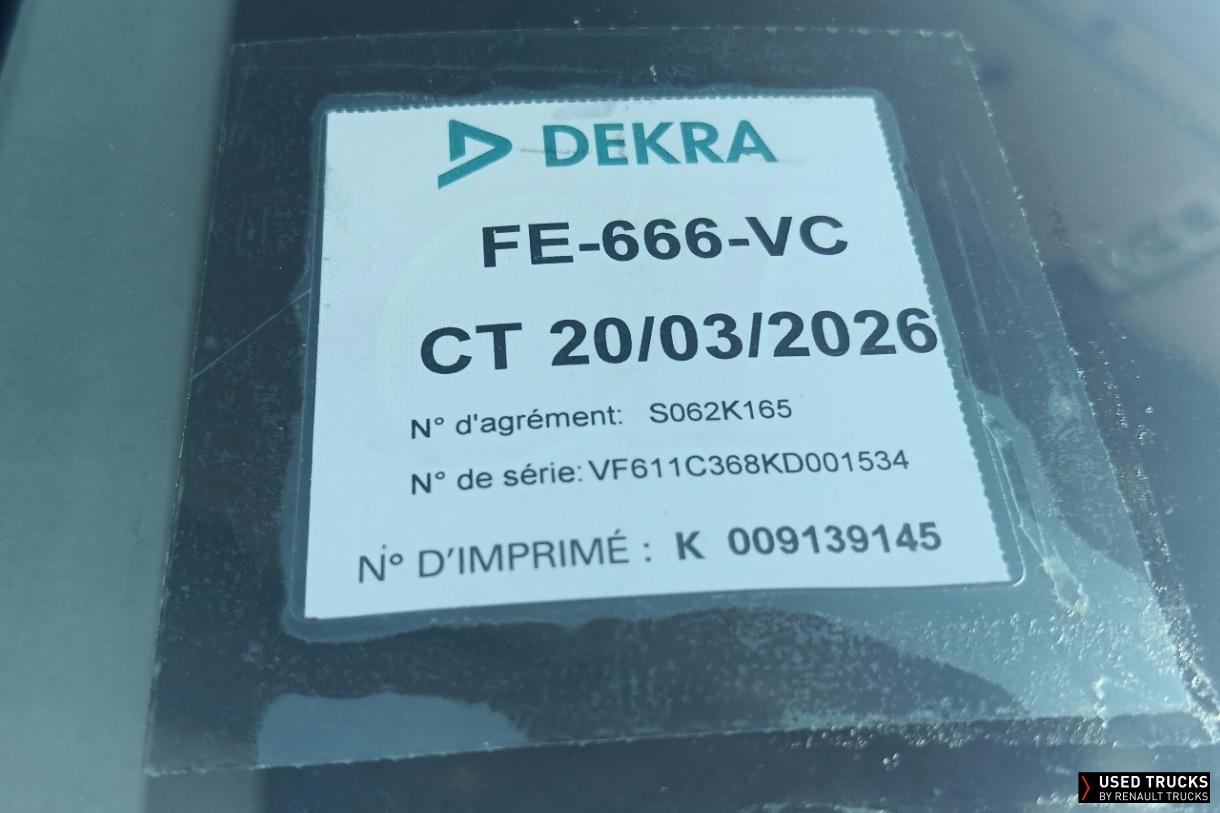 DEKRA
FE-666-VC
CT 20/03/2026
N° d'agrément: S062K165
N° de série: VF611C368KD001534
N° D'IMPRIMÉ : K 009139145
USED TRUCKS
BY RENAULT TRUCKS